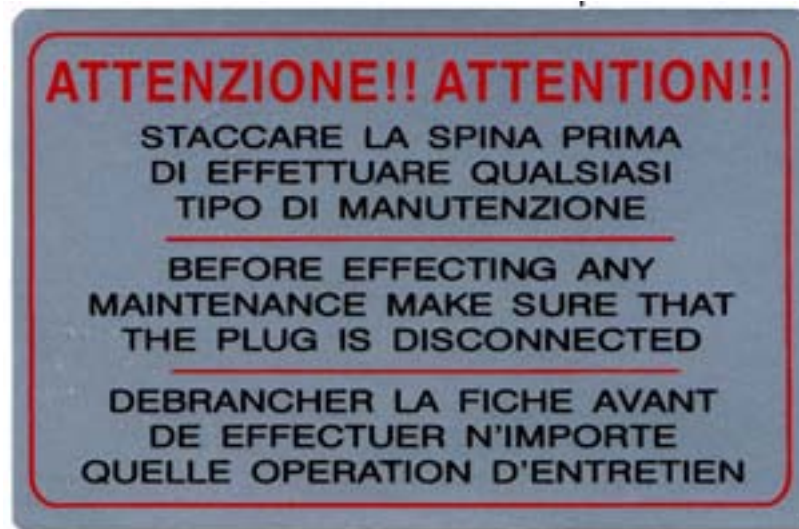 ATTENZIONE!! ATTENTION!!
STACCARE LA SPINA PRIMA
DI EFFETTUARE QUALSIASI
TIPO DI MANUTENZIONE
BEFORE EFFECTING ANY
MAINTENANCE MAKE SURE THAT
THE PLUG IS DISCONNECTED
DEBRANCHER LA FICHE AVANT
DE EFFECTUER N'IMPORTE
QUELLE OPERATION D'ENTRETIEN